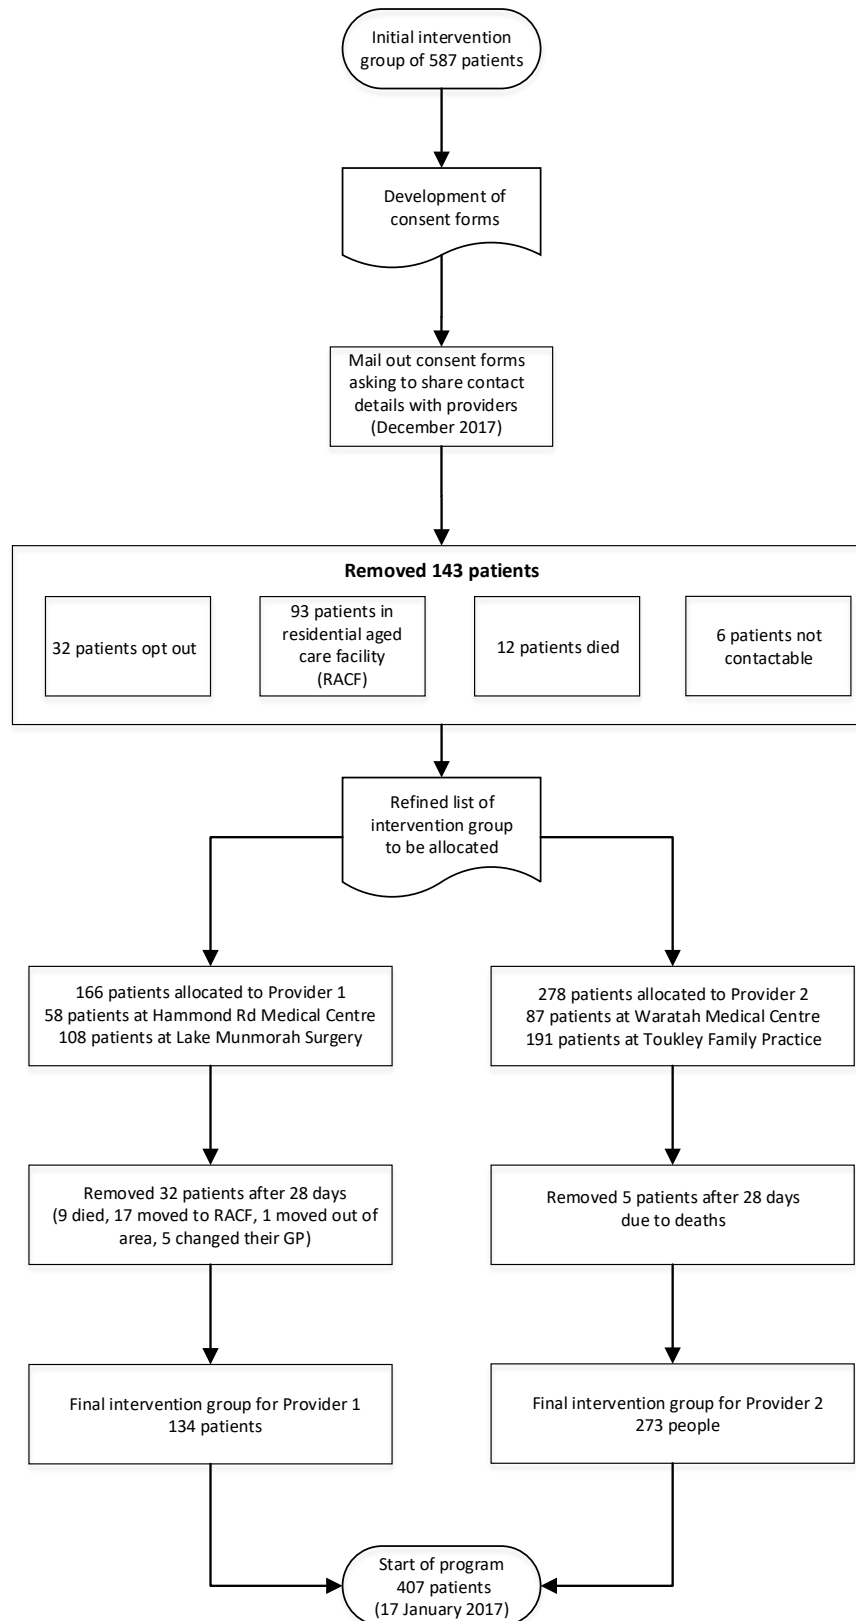 Initial intervention
group of 587 patients
Development of
consent forms
Mail out consent forms
asking to share contact
details with providers
(December 2017)
Removed 143 patients
32 patients opt out
93 patients in
residential aged
care facility
(RACF)
12 patients died
6 patients not
contactable
Refined list of
intervention group
to be allocated
166 patients allocated to Provider 1
58 patients at Hammond Rd Medical Centre
108 patients at Lake Munmorah Surgery
278 patients allocated to Provider 2
87 patients at Waratah Medical Centre
191 patients at Toukley Family Practice
Removed 32 patients after 28 days
(9 died, 17 moved to RACF, 1 moved out of
area, 5 changed their GP)
Removed 5 patients after 28 days
due to deaths
Final intervention group for Provider 1
134 patients
Final intervention group for Provider 2
273 people
Start of program
407 patients
(17 January 2017)